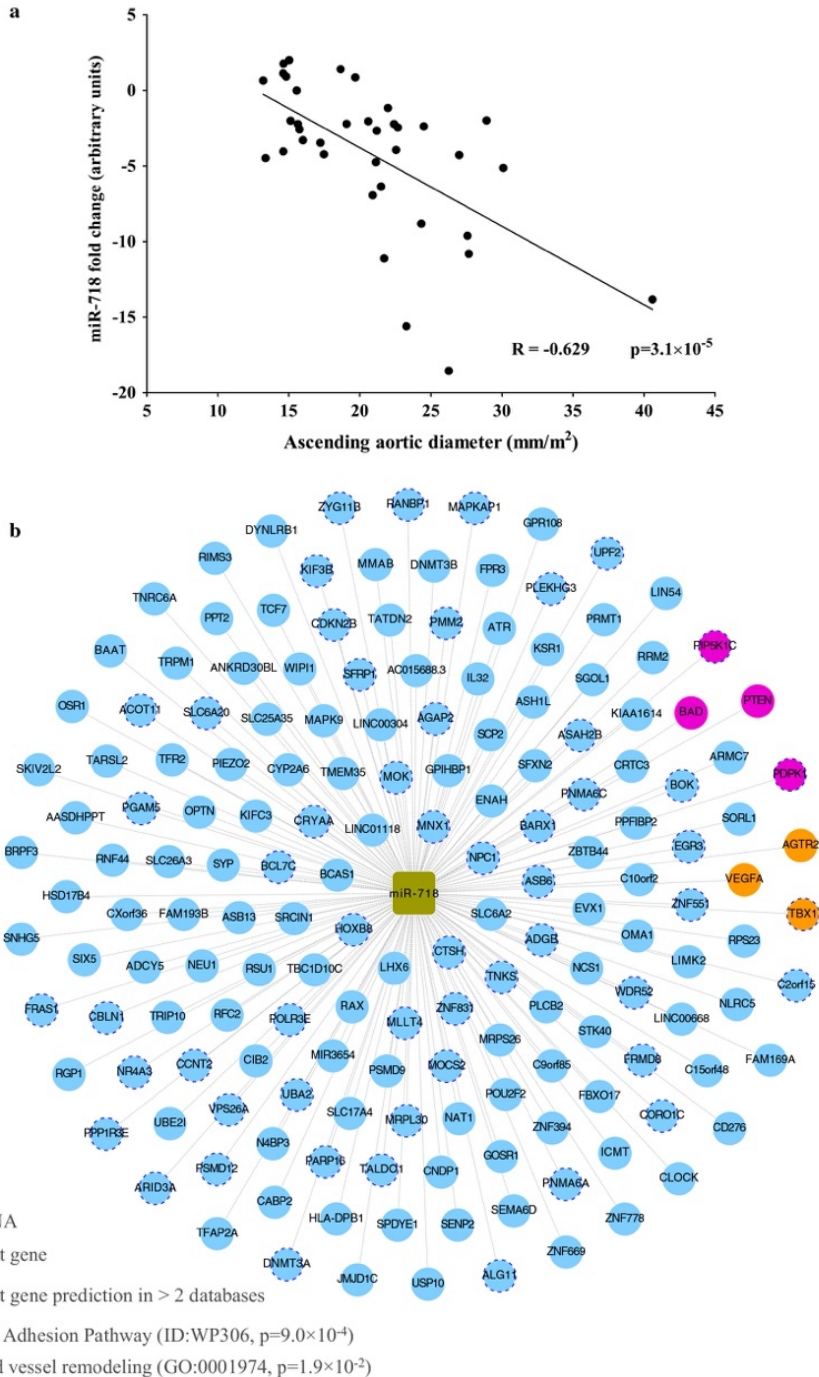 a
5
0
-5
-10
-15
-20
miR-718 fold change (arbitrary units)
R = -0.629 p=3.1×10-5
5 10 15 20 25 30 35 40 45
Ascending aortic diameter (mm/m2)
b
ZYG11B RANBP1 MAPKAP1
DYNLRB1 GPR108
RIMS3 KIF3B MMAB DNMT3B FPR3 UPF2
TNRC6A PLEKHG3 LIN54
PPT2 TCF7 CDKN2B TATDN2 PMM2 ATR PRMT1
BAAT TRPM1 ANKRD30BL WIPI1 SFRP1 AC015688.3 IL32 KSR1 SGOL1 RRM2 PIP5K1C
OSR1 ACOT11 SLC6A20 SLC25A35 MAPK9 LINC00304 AGAP2 SCP2 ASH1L ASAH2B KIAA1614 BAD PTEN
SKIV2L2 TARSL2 TFR2 PIEZO2 CYP2A6 TMEM35 MOK GPIHBP1 SFXN2 CRTC3 ARMC7
PDPK1
AASDHPPT PGAM5 OPTN KIFC3 CRYAA LINC01118 MNX1 ENAH PNMA6C BOK
BARX1 PPFIBP2 SORL1
BRPF3 RNF44 SLC26A3 SYP BCL7C BCAS1 NPC1 ZBTB44 EGR3 AGTR2
HSD17B4 miR-718 ASB6 C10orf2 VEGFA
SNHG5 CXorf36 FAM193B ASB13 SRCIN1 HOXB8 SLC6A2 EVX1 ZNF551 TBX1
SIX5 ADCY5 NEU1 RSU1 TBC1D10C LHX6 CTSH ADGB OMA1 RPS23
TNKS NCS1 LIMK2 C2orf15
FRAS1 CBLN1 TRIP10 RFC2 POLR3E RAX MLLT4 ZNF831 PLCB2 WDR52 LINC00668 NLRC5
RGP1 NR4A3 CCNT2 CIB2 MIR3654 PSMD9 MOCS2 MRPS26 STK40 FRMD8 C15orf48 FAM169A
C9orf85
PPP1R3E UBE2I VPS26A UBA2 SLC17A4 MRPL30 NAT1 POU2F2 FBXO17 CORO1C CD276
ARID3A PSMD12 N4BP3 PARP16 TALDO1 CNDP1 GOSR1 ZNF394 ICMT CLOCK
PNMA6A
TFAP2A CABP2 HLA-DPB1 SPDYE1 SENP2 SEMA6D ZNF778
DNMT3A JMJD1C USP10 ALG11 ZNF669
NA
t gene
t gene prediction in > 2 databases
Adhesion Pathway (ID:WP306, p=9.0×10-4)
d vessel remodeling (GO:0001974, p=1.9×10-2)